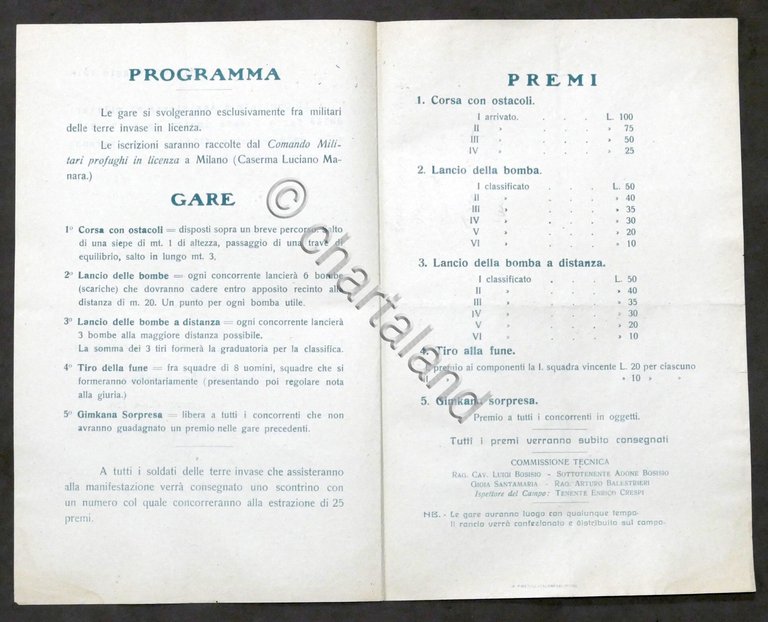 PROGRAMMA
Le gare si svolgeranno esclusivamente fra militari
delle terre invase in licenza.
Le iscrizioni saranno raccolte dal Comando Mili-
tari profughi in licenza a Milano (Caserma Luciano Ma-
nara.)
GARE
1° Corsa con ostacoli = disposti sopra un breve percorso, salto
di una siepe di mt. 1 di altezza, passaggio di una trave di
equilibrio, salto in lungo mt. 3.
2° Lancio delle bombe = ogni concorrente lancierà 6 bombe
(scariche) che dovranno cadere entro apposito recinto alla
distanza di m. 20. Un punto per ogni bomba utile.
3° Lancio delle bombe a distanza = ogni concorrente lancierà
3 bombe alla maggiore distanza possibile.
La somma dei 3 tiri formerà la graduatoria per la classifica.
4° Tiro della fune = fra squadre di 8 uomini, squadre che si
formeranno volontariamente (presentando poi regolare nota
alla giuria.)
5° Gimkana Sorpresa = libera a tutti i concorrenti che non
avranno guadagnato un premio nelle gare precedenti.
A tutti i soldati delle terre invase che assisteranno
alla manifestazione verrà consegnato uno scontrino con
un numero col quale concorreranno alla estrazione di 25
premi.
PREMI
1. Corsa con ostacoli.
I arrivato. . . . L. 100
II » . . . » 75
III » . . . » 50
IV » . . . » 25
2. Lancio della bomba.
I classificato . . . L. 50
II » . . . » 40
III » . . . » 35
IV » . . . » 30
V » . . . » 20
VI » . . . » 10
3. Lancio della bomba a distanza.
I classificato . . . L. 50
II » . . . » 40
III » . . . » 35
IV » . . . » 30
V » . . . » 20
VI » . . . » 10
4. Tiro alla fune.
premio ai componenti la I. squadra vincente L. 20 per ciascuno
» 10 » »
5. Gimkana sorpresa.
Premio a tutti i concorrenti in oggetti.
Tutti i premi verranno subito consegnati
COMMISSIONE TECNICA
RAG. CAV. LUIGI BOSISIO - SOTTOTENENTE ADONE BOSISIO
GIOIA SANTAMARIA - RAG. ARTURO BALESTRIERI
Ispettore del Campo: TENENTE ENRICO CRESPI
NB. - Le gare avranno luogo con qualunque tempo.
Il rancio verrà confezionato e distribuito sul campo.
© chartaland